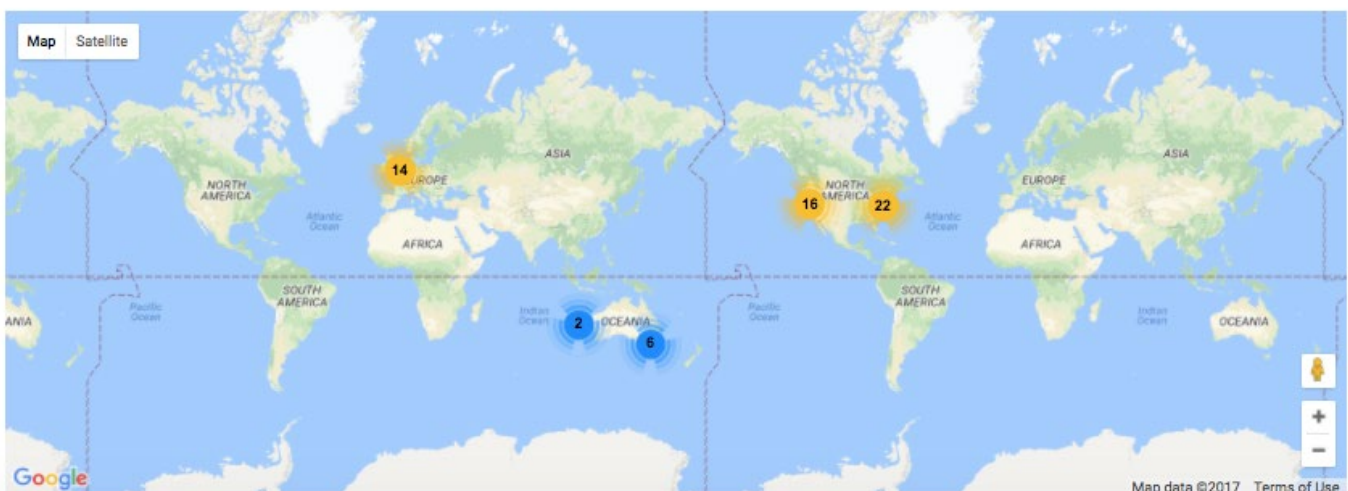 Map Satellite
ASIA
ASIA
14
EUROPE
NORTH
AMERICA
NORTH
AMERICA
EUROPE
16
22
Atlantic
Ocean
Atlantic
Ocean
AFRICA
AFRICA
SOUTH
AMERICA
SOUTH
AMERICA
Pacific
Ocean
Indian
Ocean
Pacific
Ocean
Indian
Ocean
ANIA
2
OCEANIA
OCEANIA
6
+
−
Google
Map data ©2017 Terms of Use